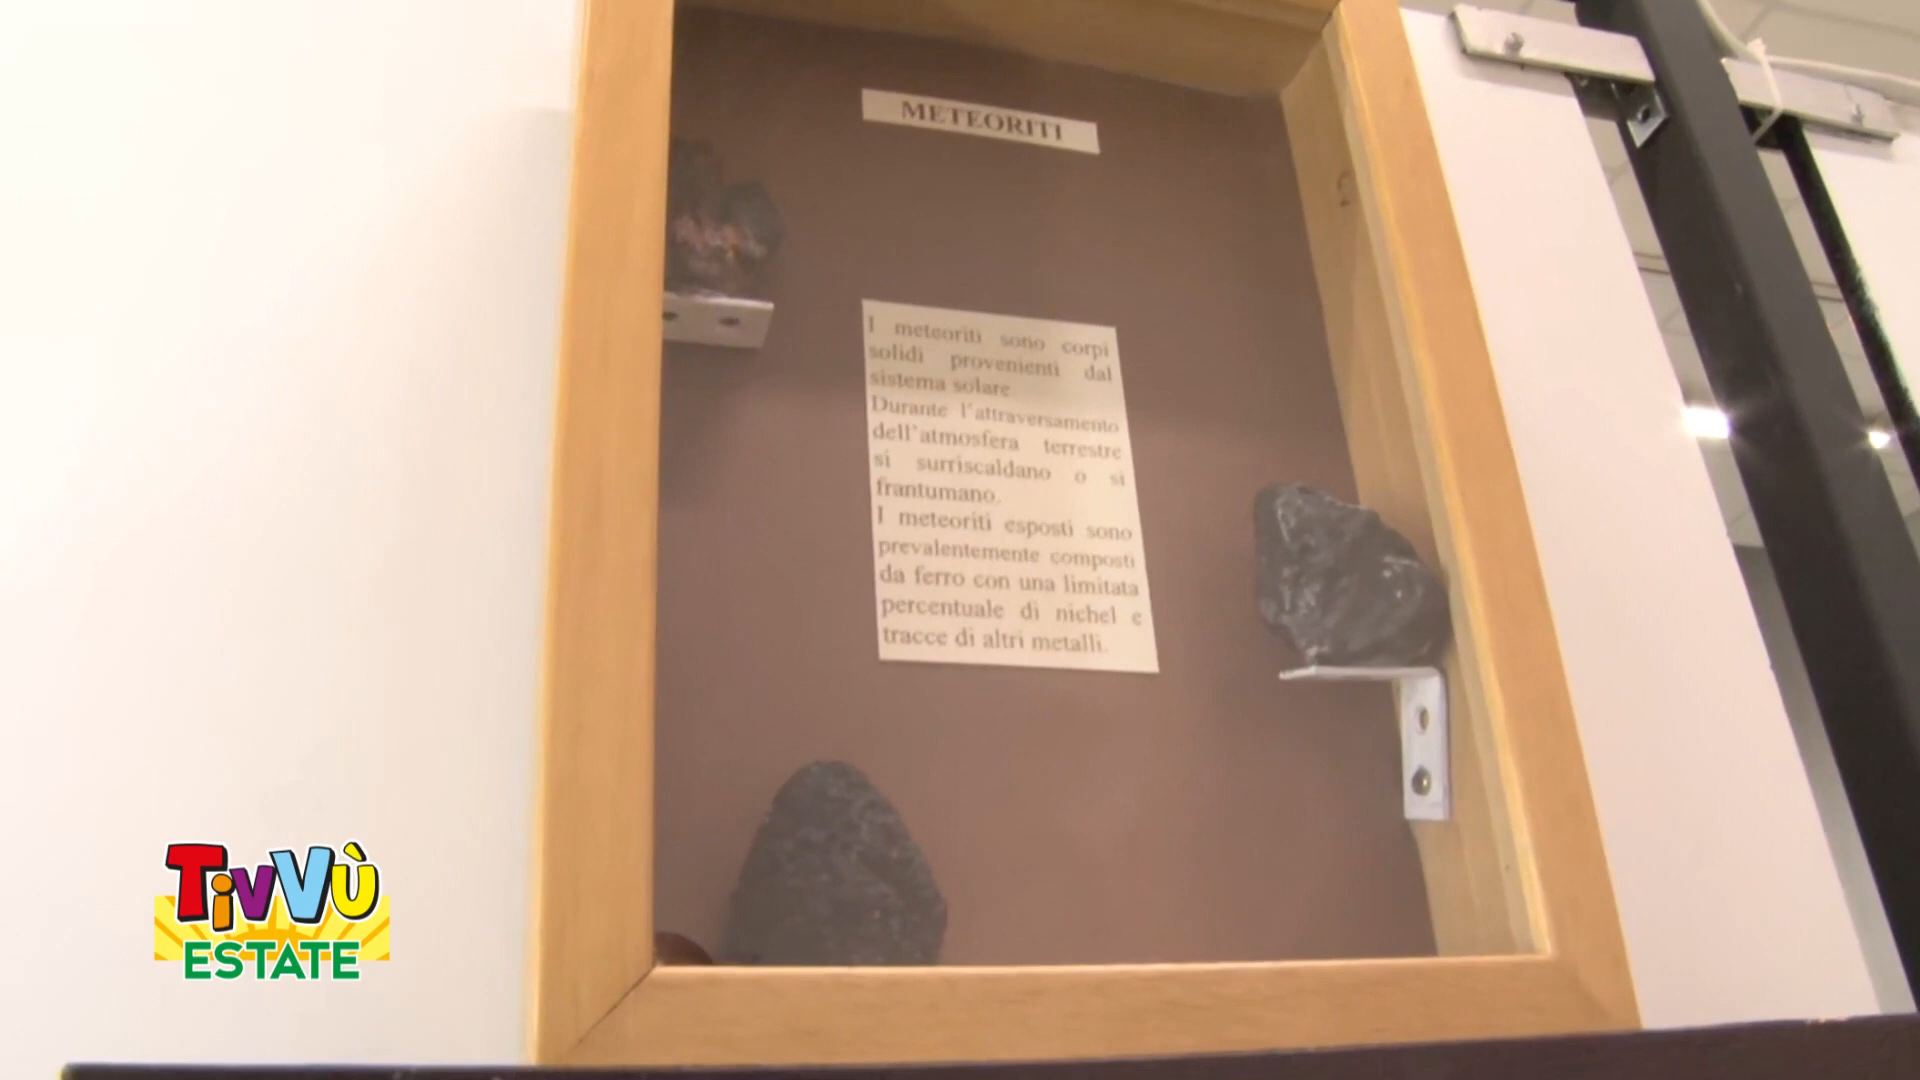 METEORITI
I meteoriti sono corpi
solidi provenienti dal
sistema solare
Durante l'attraversamento
dell'atmosfera terrestre
si surriscaldano o si
frantumano.
I meteoriti esposti sono
prevalentemente composti
da ferro con una limitata
percentuale di nichel e
tracce di altri metalli.
TivVù
ESTATE